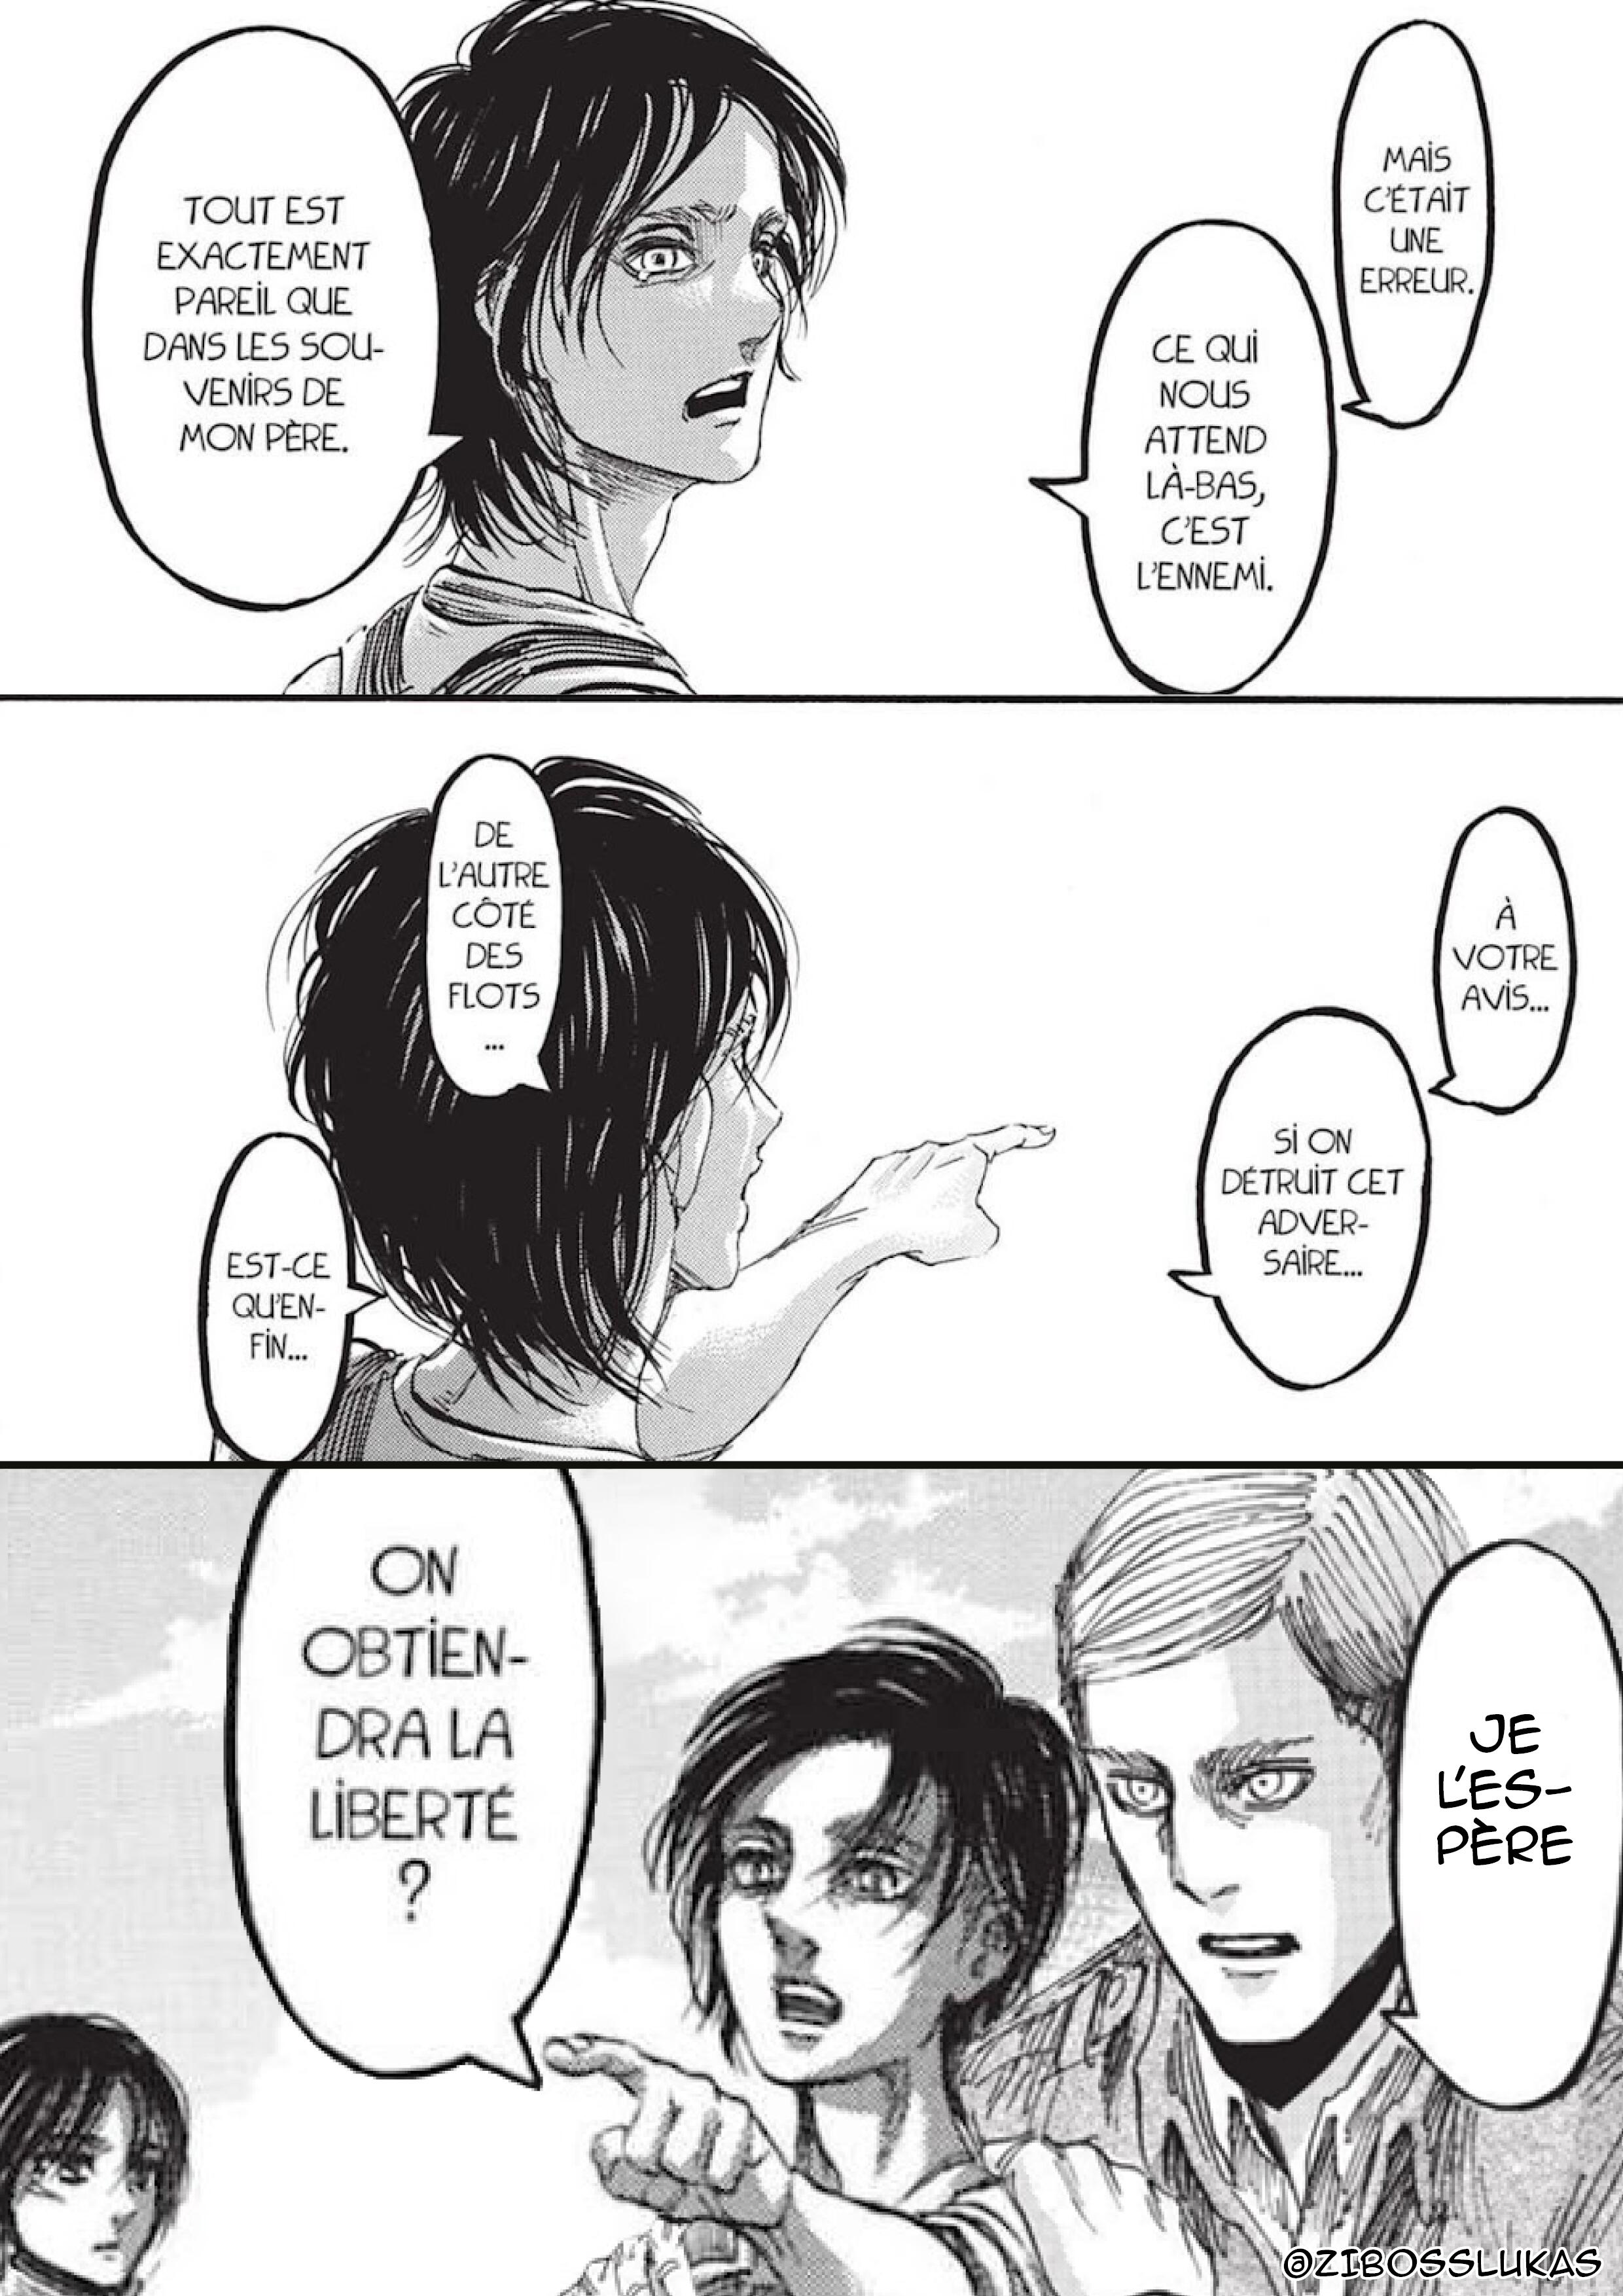 MAIS
C'ÉTAIT
UNE
ERREUR.
CE QUI
NOUS
ATTEND
LÀ-BAS,
C'EST
L'ENNEMI.
TOUT EST
EXACTEMENT
PAREIL QUE
DANS LES SOU-
VENIRS DE
MON PÈRE.
À
VOTRE
AVIS...
SI ON
DÉTRUIT CET
ADVER-
SAIRE...
DE
L'AUTRE
CÔTÉ
DES
FLOTS
...
EST-CE
QU'EN-
FIN...
ON
OBTIEN-
DRA LA
LIBERTÉ
?
JE
L'ES-
PÈRE
@ZIBOSSLUKAS